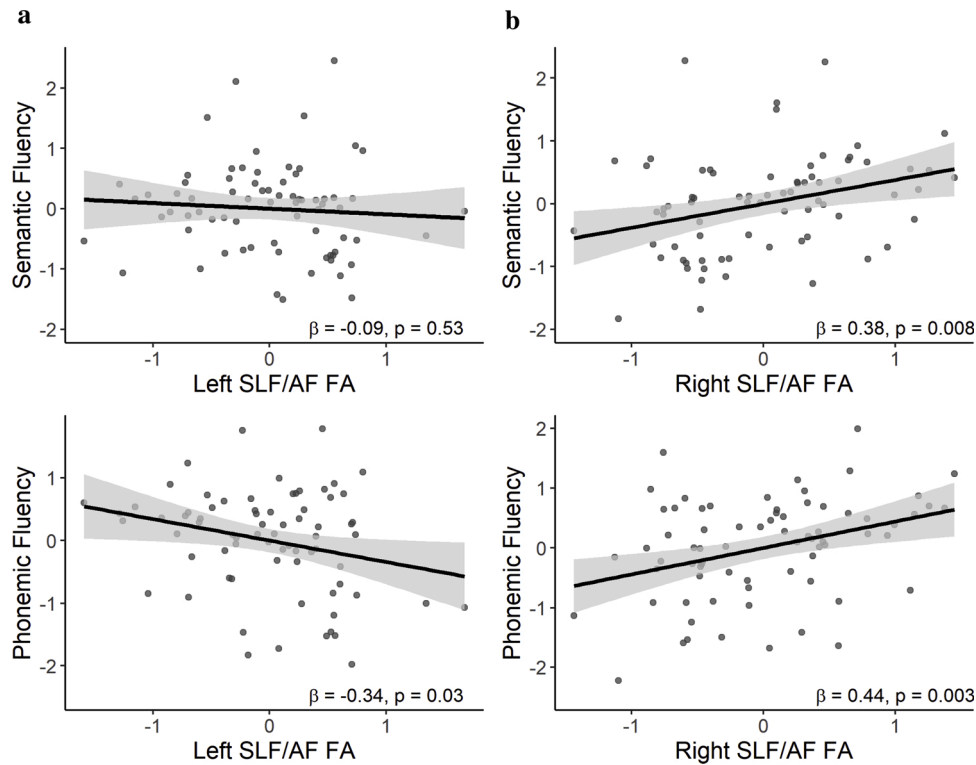 a
b
Semantic Fluency
2
1
0
-1
-2
β = -0.09, p = 0.53
-1 0 1
Left SLF/AF FA
Semantic Fluency
2
1
0
-1
-2
β = 0.38, p = 0.008
-1 0 1
Right SLF/AF FA
Phonemic Fluency
1
0
-1
-2
β = -0.34, p = 0.03
-1 0 1
Left SLF/AF FA
Phonemic Fluency
2
1
0
-1
-2
β = 0.44, p = 0.003
-1 0 1
Right SLF/AF FA